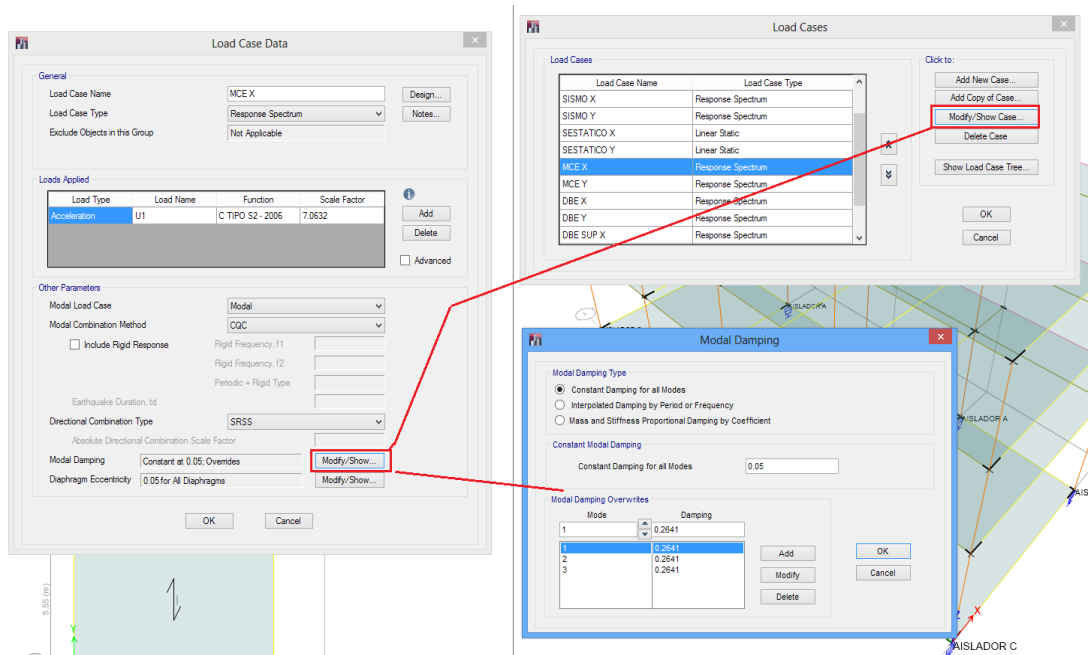 Load Case Data
General
Load Case Name MCE X Design...
Load Case Type Response Spectrum Notes...
Exclude Objects in this Group Not Applicable
Loads Applied
Load Type Load Name Function Scale Factor
Acceleration U1 C TIPO S2 - 2006 7.0632
Add
Delete
Advanced
Other Parameters
Modal Load Case Modal
Modal Combination Method CQC
Include Rigid Response Rigid Frequency, f1
Rigid Frequency, f2
Periodic + Rigid Type
Earthquake Duration, td
Directional Combination Type SRSS
Absolute Directional Combination Scale Factor
Modal Damping Constant at 0.05; Overrides Modify/Show...
Diaphragm Eccentricity 0.05 for All Diaphragms Modify/Show...
OK Cancel
5.55 (m)
Y
Load Cases
Load Cases Click to:
Load Case Name Load Case Type
SISMO X Response Spectrum
SISMO Y Response Spectrum
SESTATICO X Linear Static
SESTATICO Y Linear Static
MCE X Response Spectrum
MCE Y Response Spectrum
DBE X Response Spectrum
DBE Y Response Spectrum
DBE SUP X Response Spectrum
Add New Case...
Add Copy of Case...
Modify/Show Case...
Delete Case
Show Load Case Tree...
OK
Cancel
AISLADOR A
Modal Damping
Modal Damping Type
Constant Damping for all Modes
Interpolated Damping by Period or Frequency
Mass and Stiffness Proportional Damping by Coefficient
Constant Modal Damping
Constant Damping for all Modes 0.05
Modal Damping Overwrites
Mode Damping
1 0.2641
1 0.2641
2 0.2641
3 0.2641
Add
Modify
Delete
OK
Cancel
AISLADOR A
AIS
X
Z
AISLADOR C